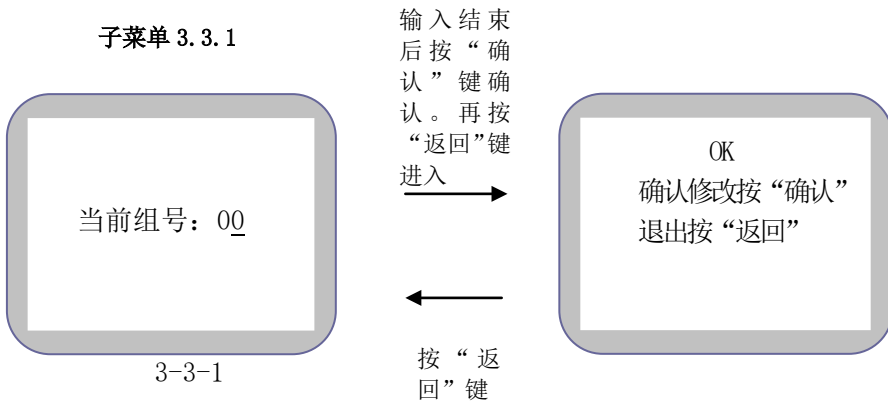 子菜单 3.3.1
当前组号：00
3-3-1
输入结束
后按“确
认”键确
认。再按
“返回”键
进入
按“返
回”键
OK
确认修改按“确认”
退出按“返回”